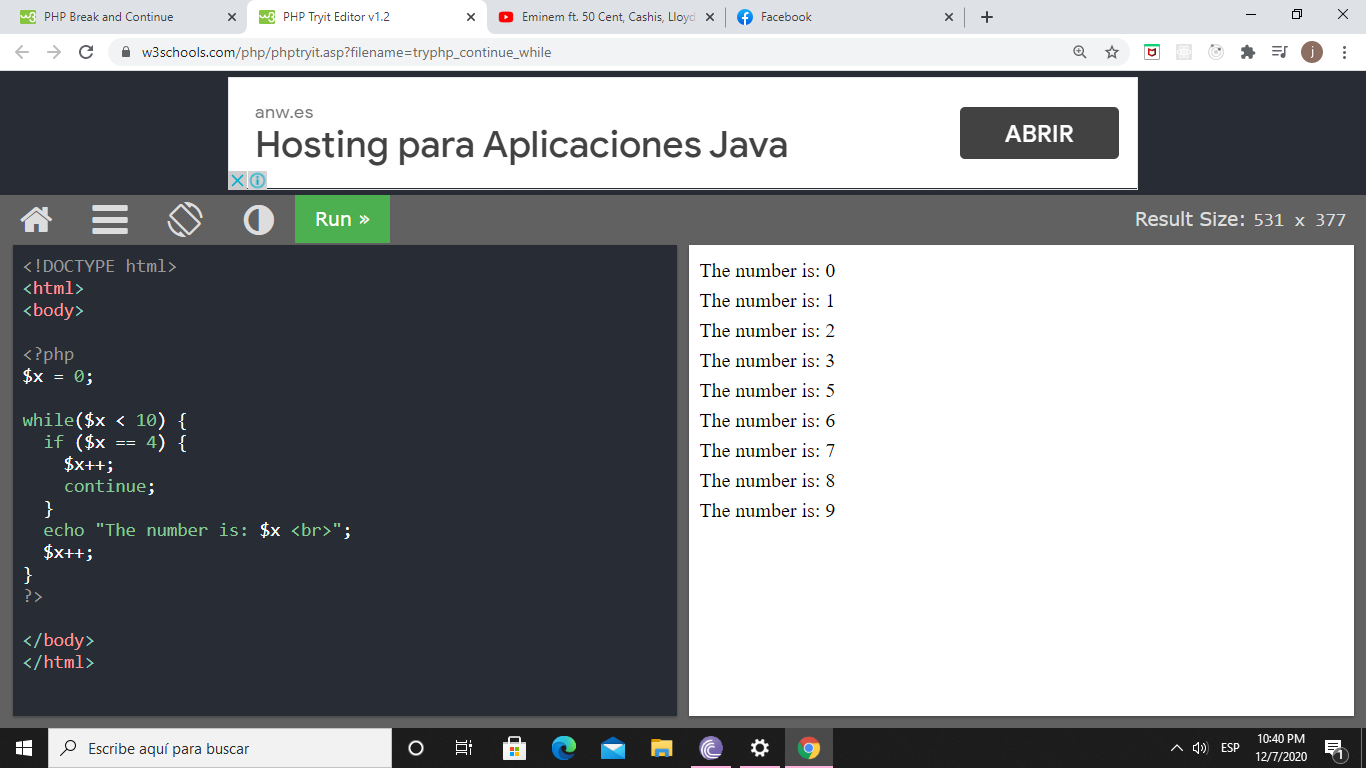 PHP Break and Continue
PHP Tryit Editor v1.2
Eminem ft. 50 Cent, Cashis, Lloyd
Facebook
w3schools.com/php/phptryit.asp?filename=tryphp_continue_while
j
anw.es
Hosting para Aplicaciones Java
ABRIR
Run »
Result Size: 531 x 377
<!DOCTYPE html>
<html>
<body>
<?php
$x = 0;
while($x < 10) {
if ($x == 4) {
$x++;
continue;
}
echo "The number is: $x <br>";
$x++;
}
?>
</body>
</html>
The number is: 0
The number is: 1
The number is: 2
The number is: 3
The number is: 5
The number is: 6
The number is: 7
The number is: 8
The number is: 9
Escribe aquí para buscar
ESP
10:40 PM
12/7/2020
1